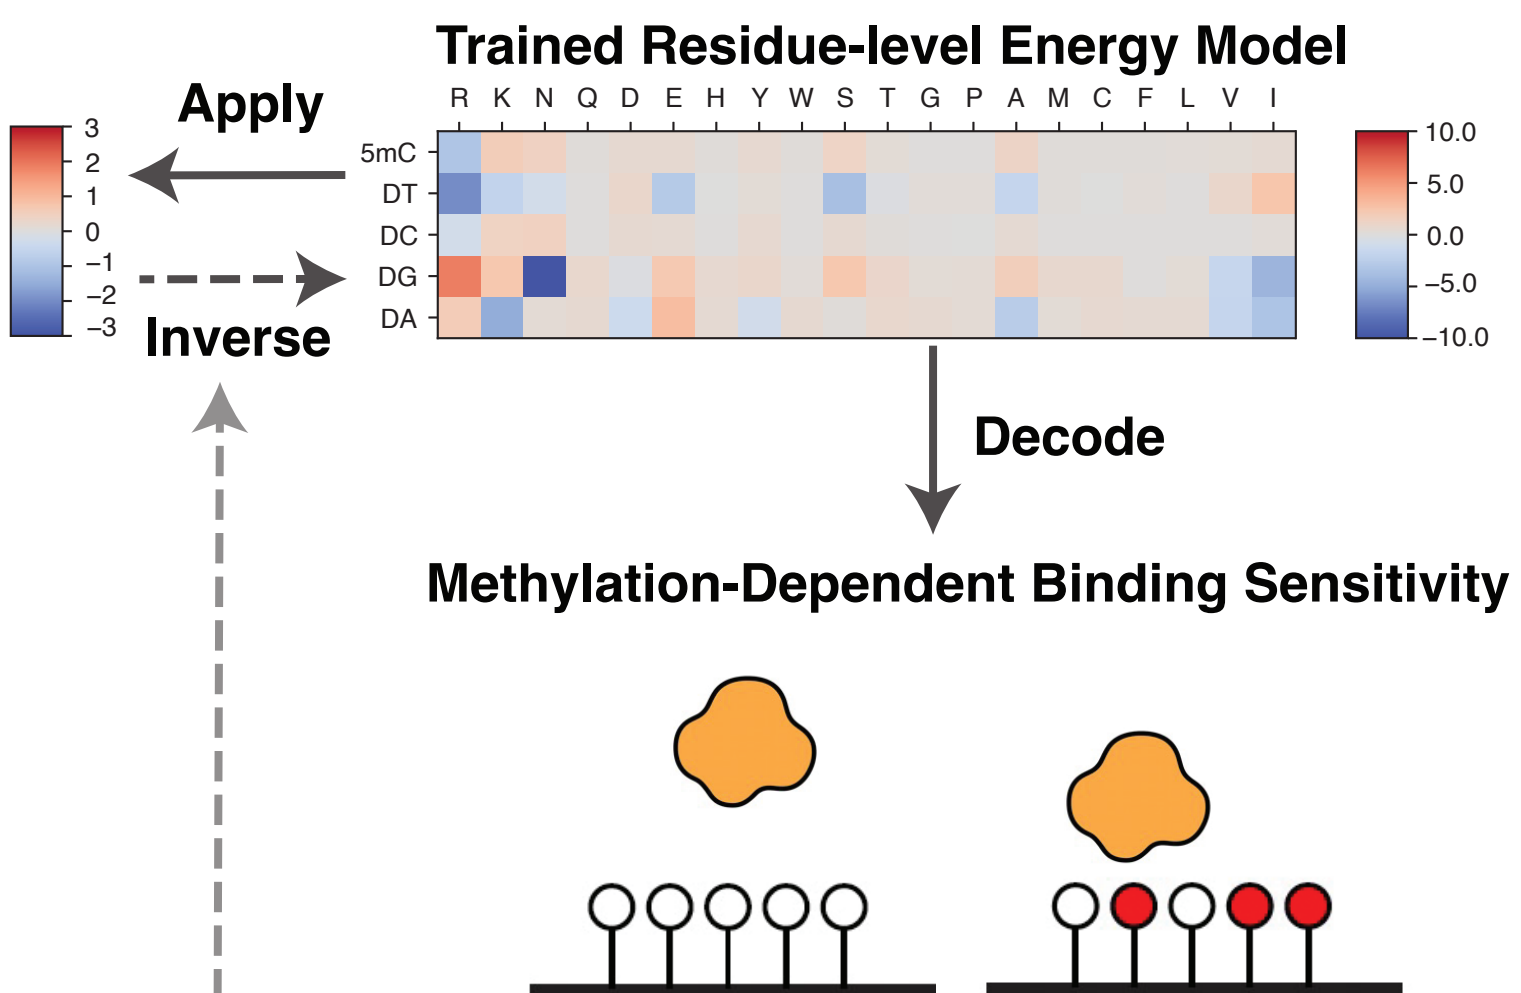 Trained Residue-level Energy Model
Apply
R K N Q D E H Y W S T G P A M C F L V I
3
2
1
0
−1
−2
−3
5mC
DT
DC
DG
DA
10.0
5.0
0.0
−5.0
−10.0
Inverse
Decode
Methylation-Dependent Binding Sensitivity